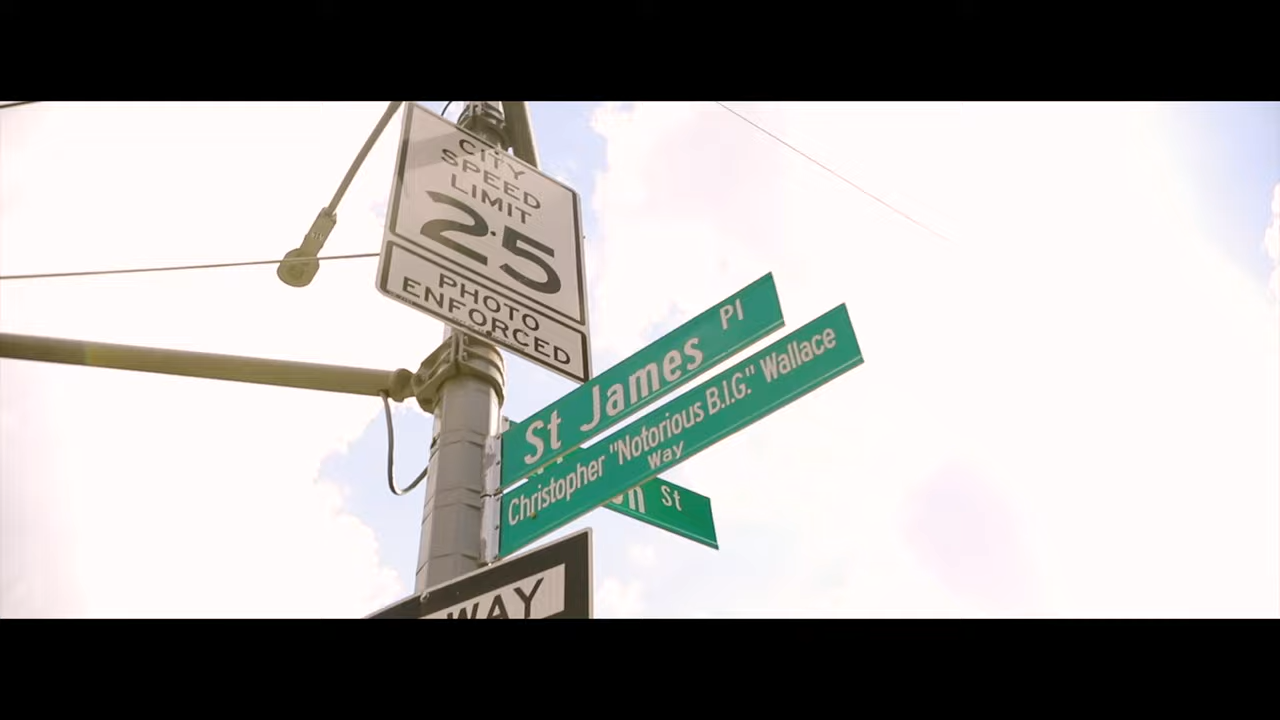 CITY
SPEED
LIMIT
25
PHOTO
ENFORCED
St James Pl
Christopher "Notorious B.I.G." Wallace
Way
St
WAY